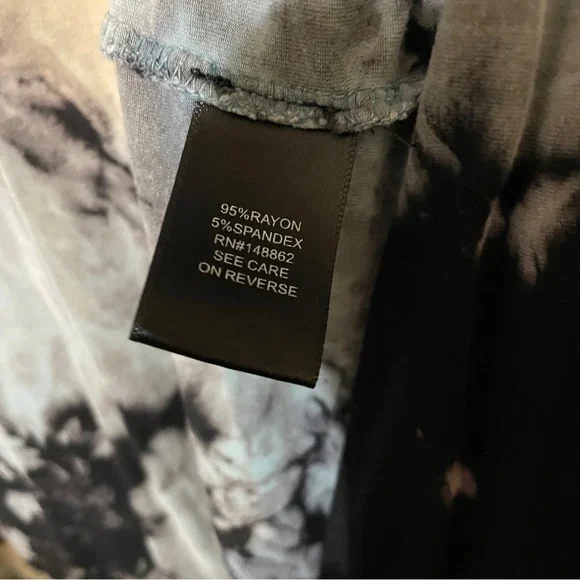 95%RAYON
5%SPANDEX
RN#148862
SEE CARE
ON REVERSE